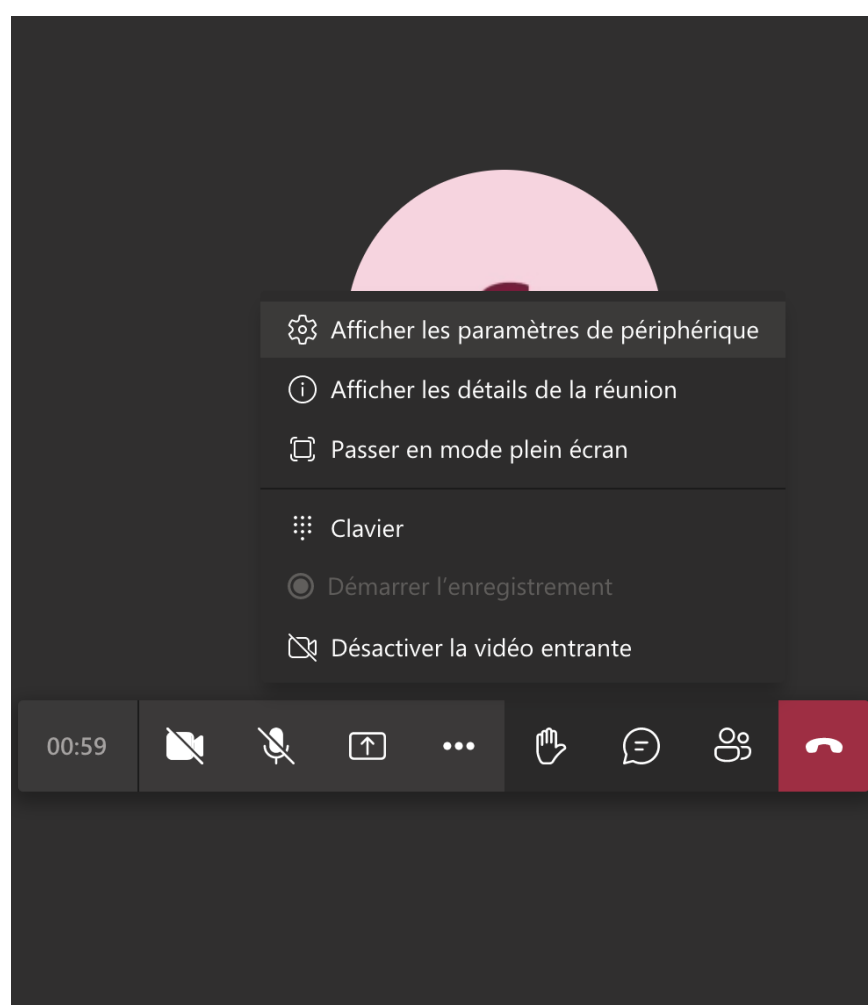 Afficher les paramètres de périphérique
Afficher les détails de la réunion
Passer en mode plein écran
Clavier
Démarrer l'enregistrement
Désactiver la vidéo entrante
00:59